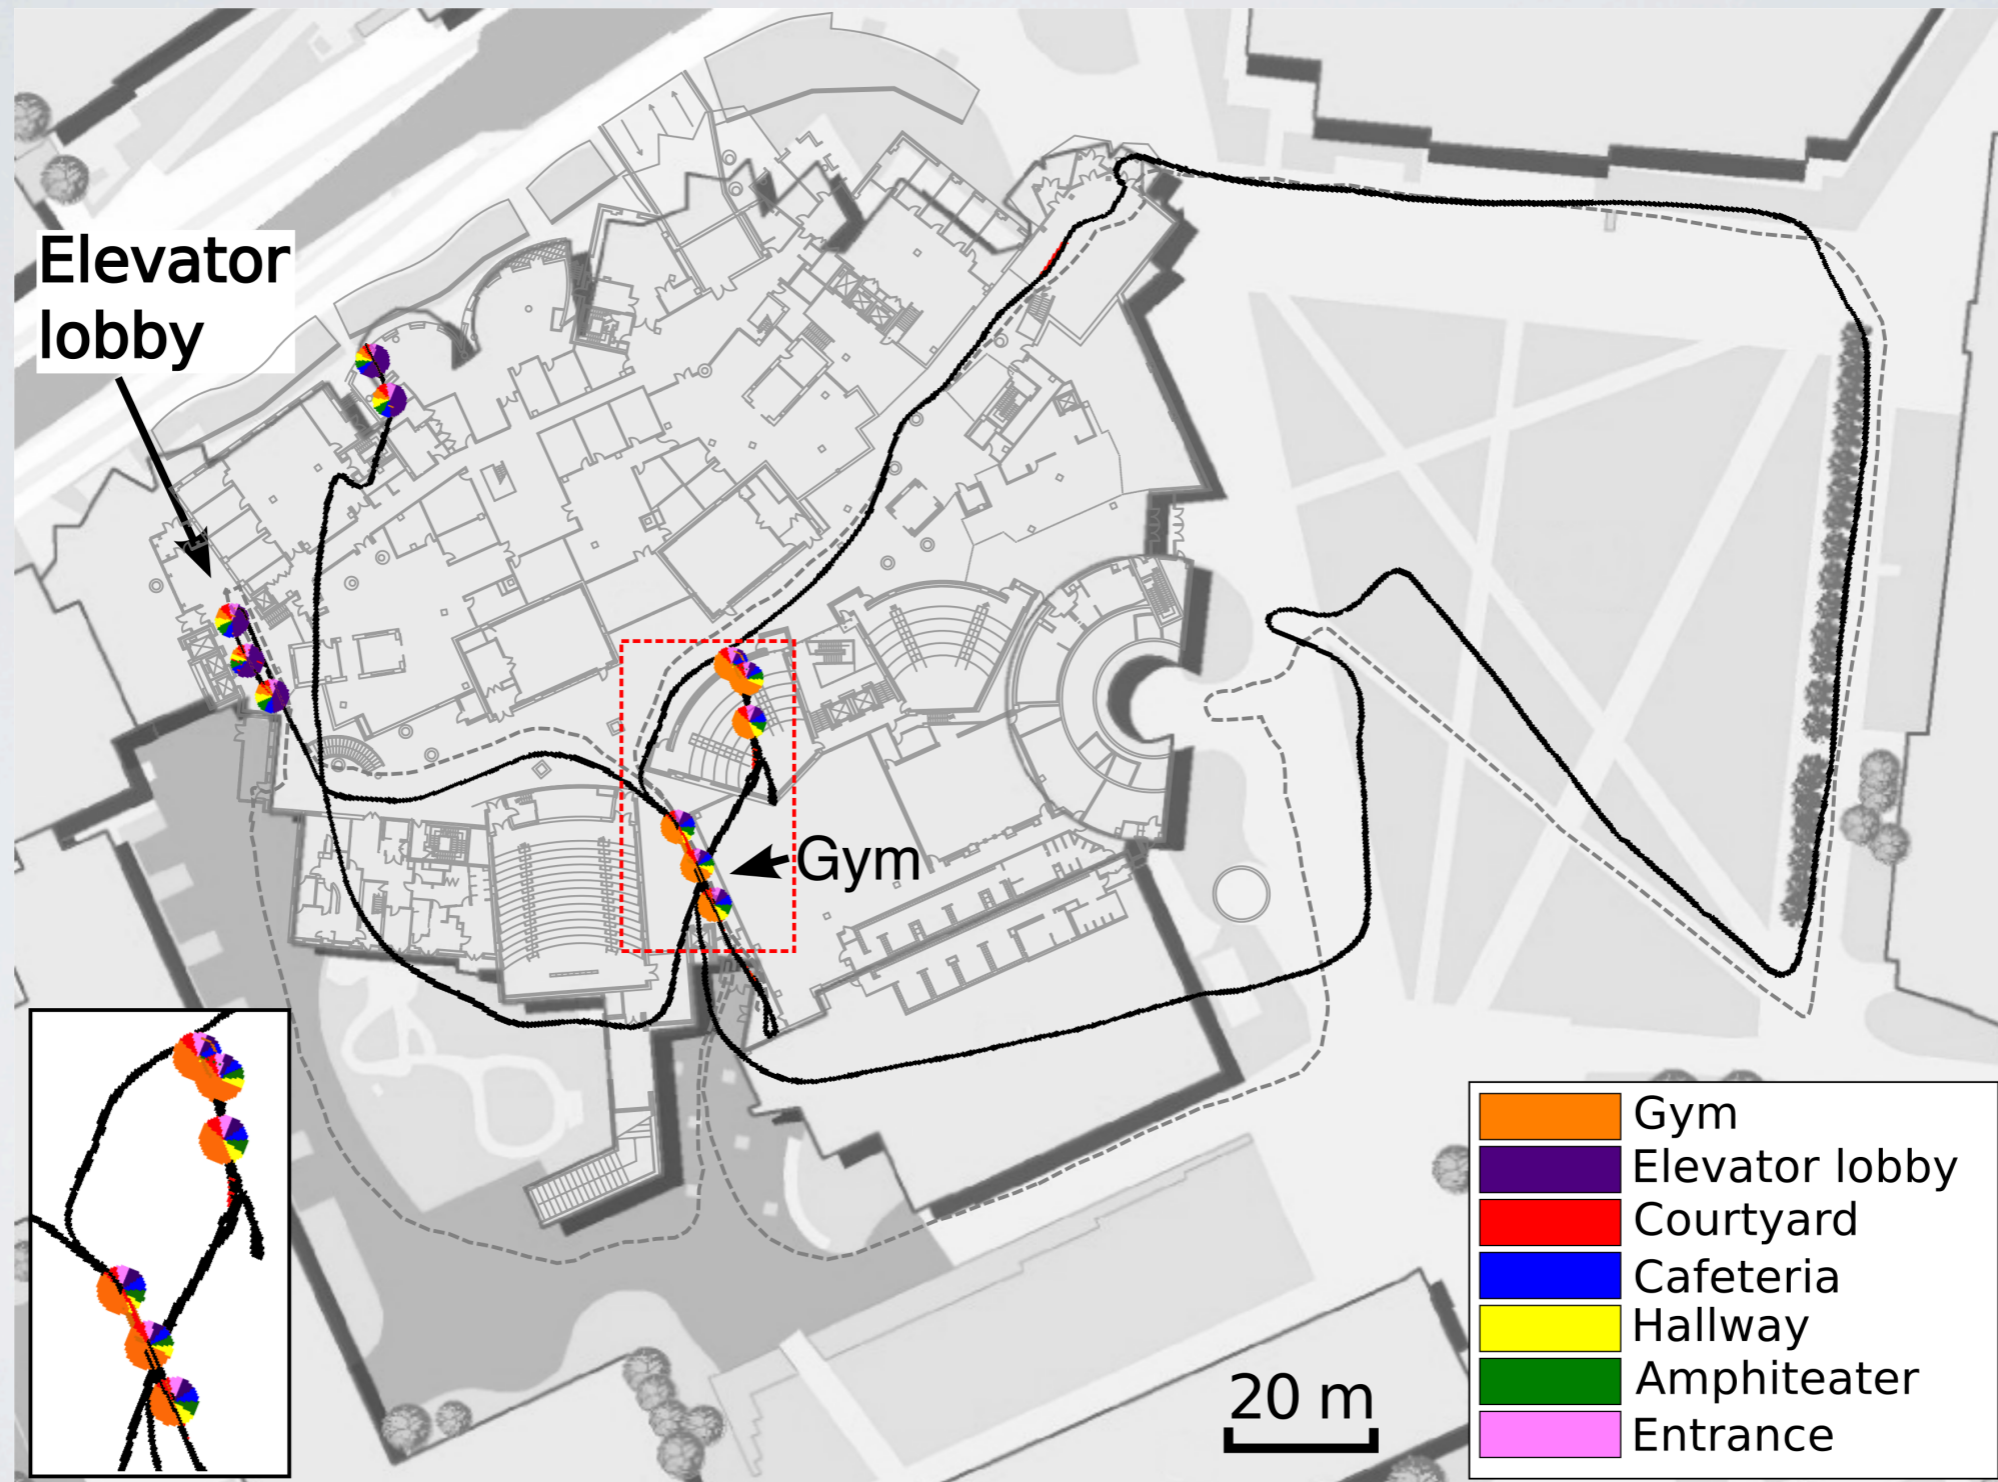 Elevator
lobby
Gym
20 m
Gym
Elevator lobby
Courtyard
Cafeteria
Hallway
Amphiteater
Entrance